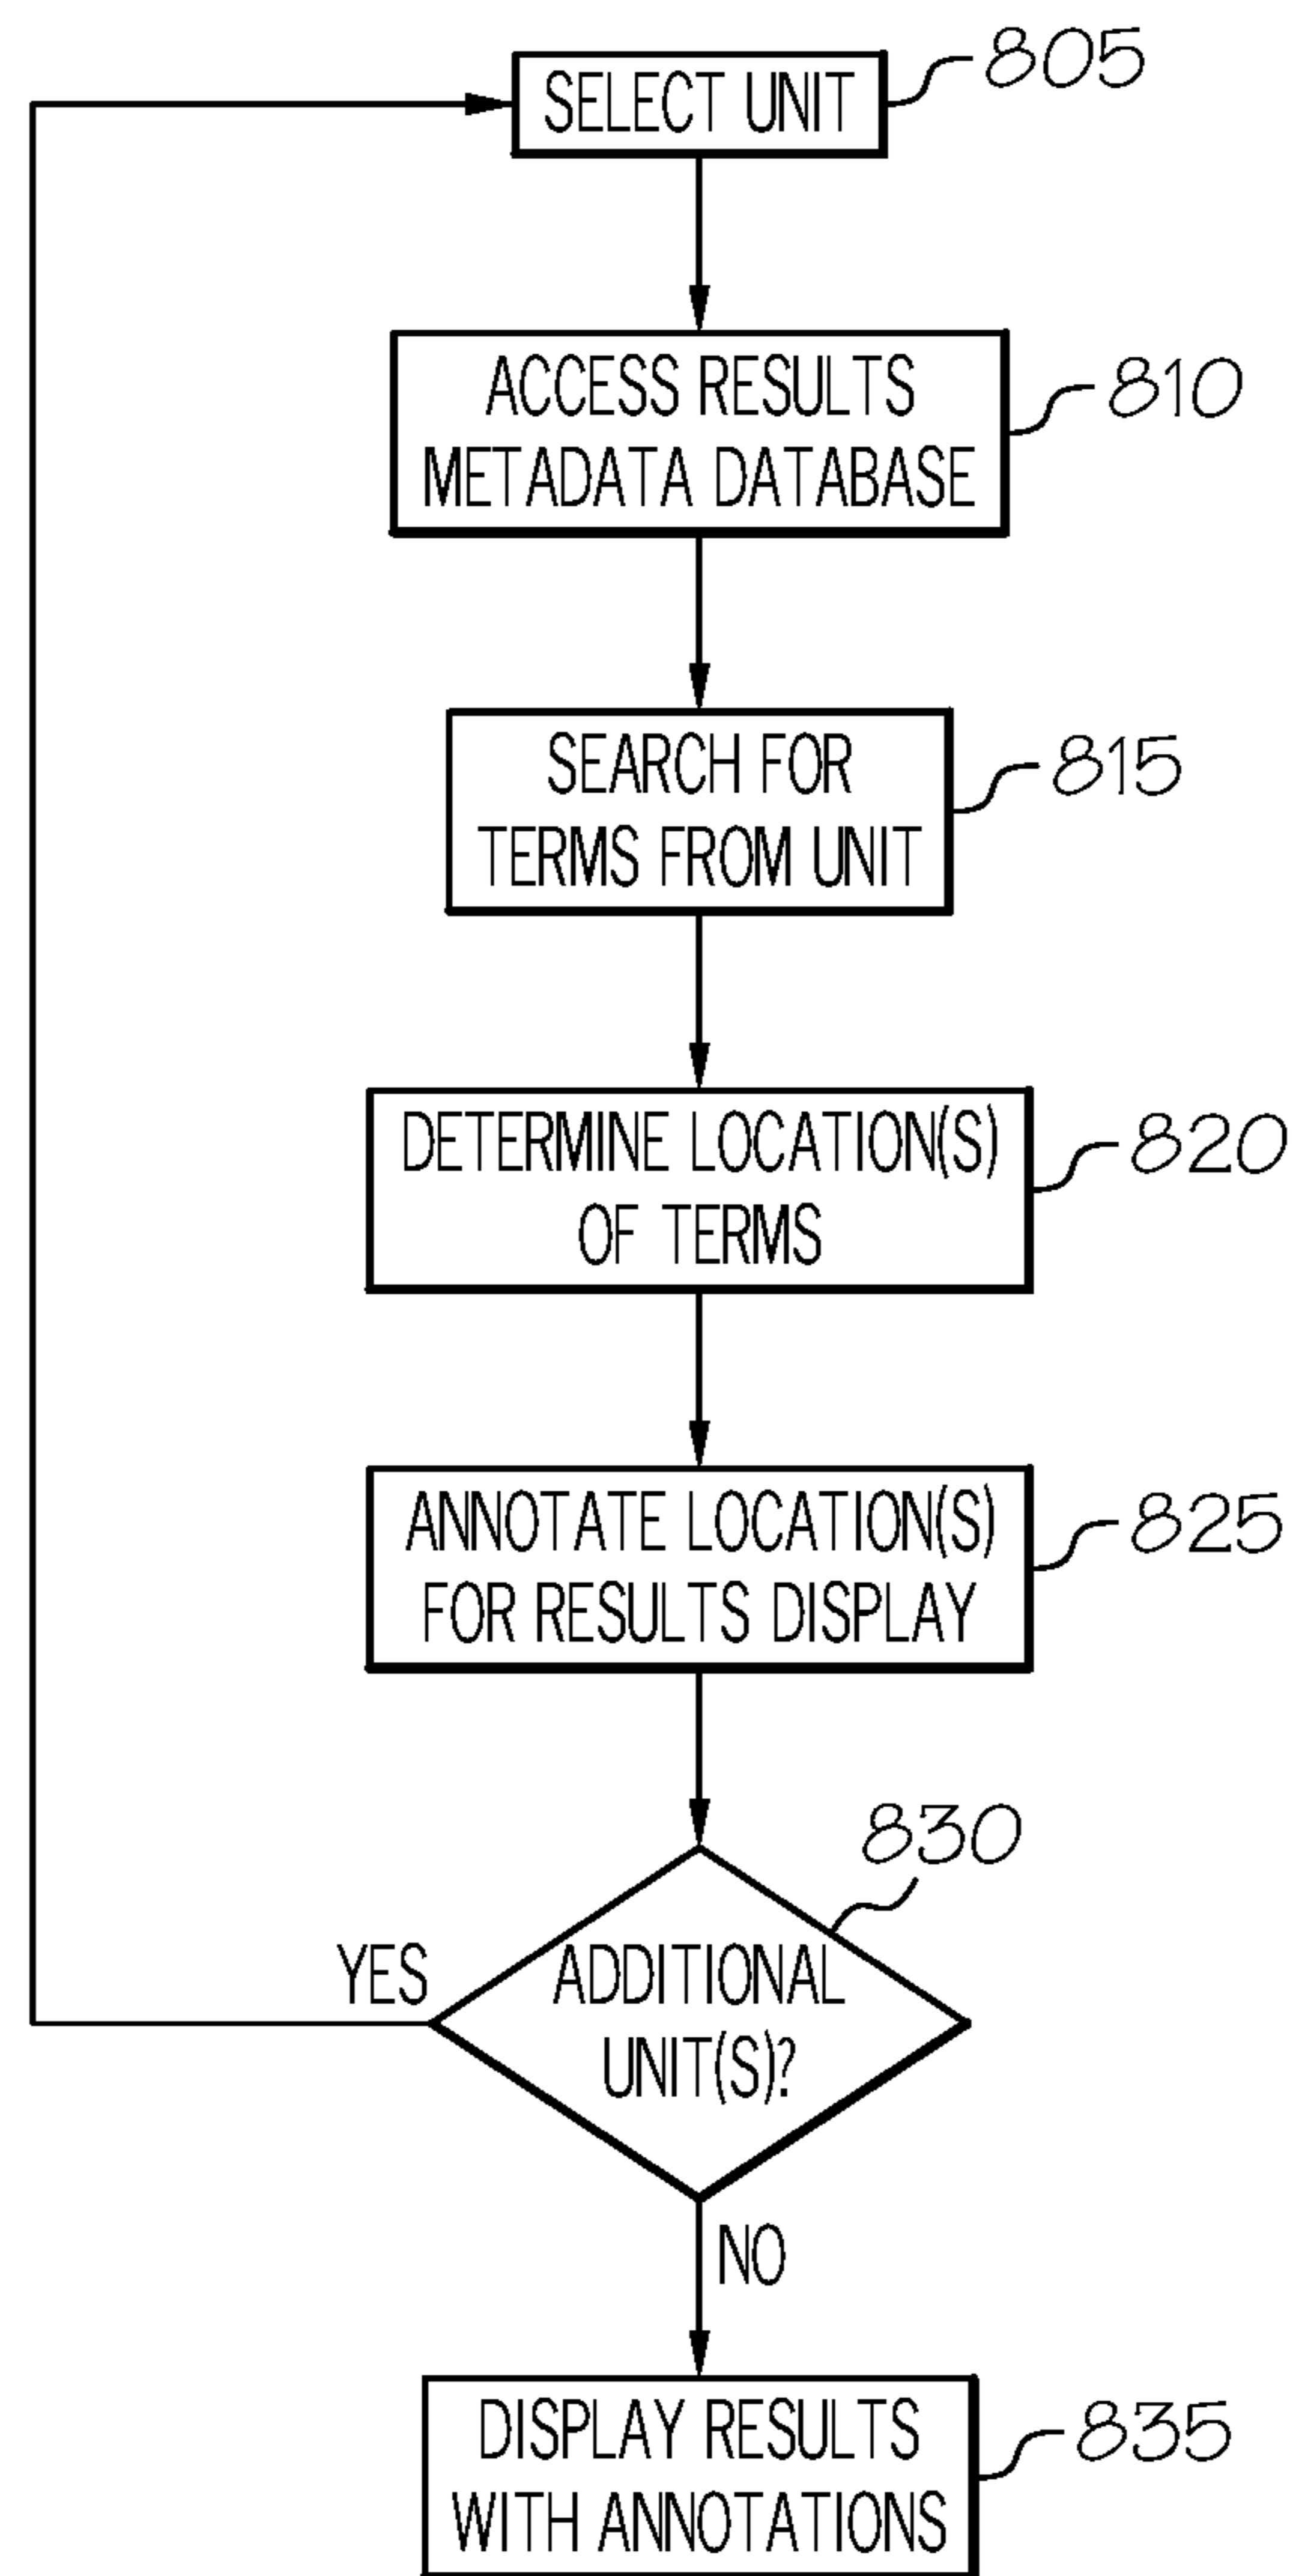 SELECT UNIT
805
ACCESS RESULTS
METADATA DATABASE
810
SEARCH FOR
TERMS FROM UNIT
815
DETERMINE LOCATION(S)
OF TERMS
820
ANNOTATE LOCATION(S)
FOR RESULTS DISPLAY
825
830
YES
ADDITIONAL
UNIT(S)?
NO
DISPLAY RESULTS
WITH ANNOTATIONS
835